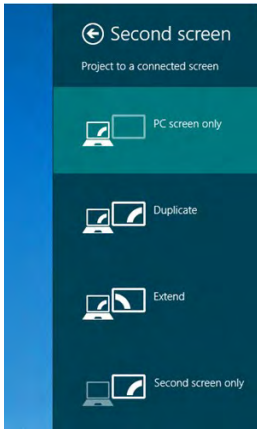 Second screen
Project to a connected screen
PC screen only
Duplicate
Extend
Second screen only